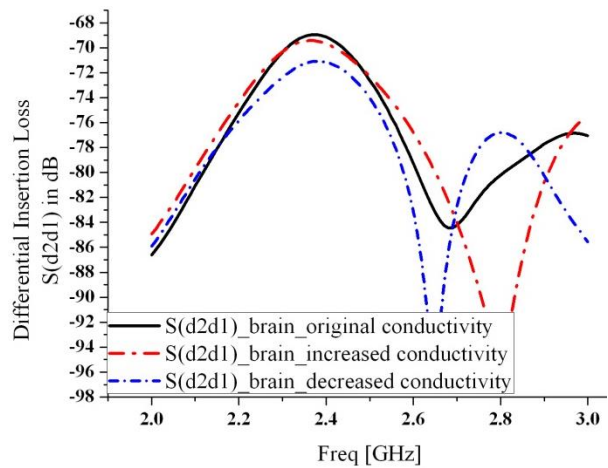 Differential Insertion Loss
S(d2d1) in dB
-68
-70
-72
-74
-76
-78
-80
-82
-84
-86
-88
-90
-92
-94
-96
-98
S(d2d1)_brain_original conductivity
S(d2d1)_brain_increased conductivity
S(d2d1)_brain_decreased conductivity
2.0 2.2 2.4 2.6 2.8 3.0
Freq [GHz]